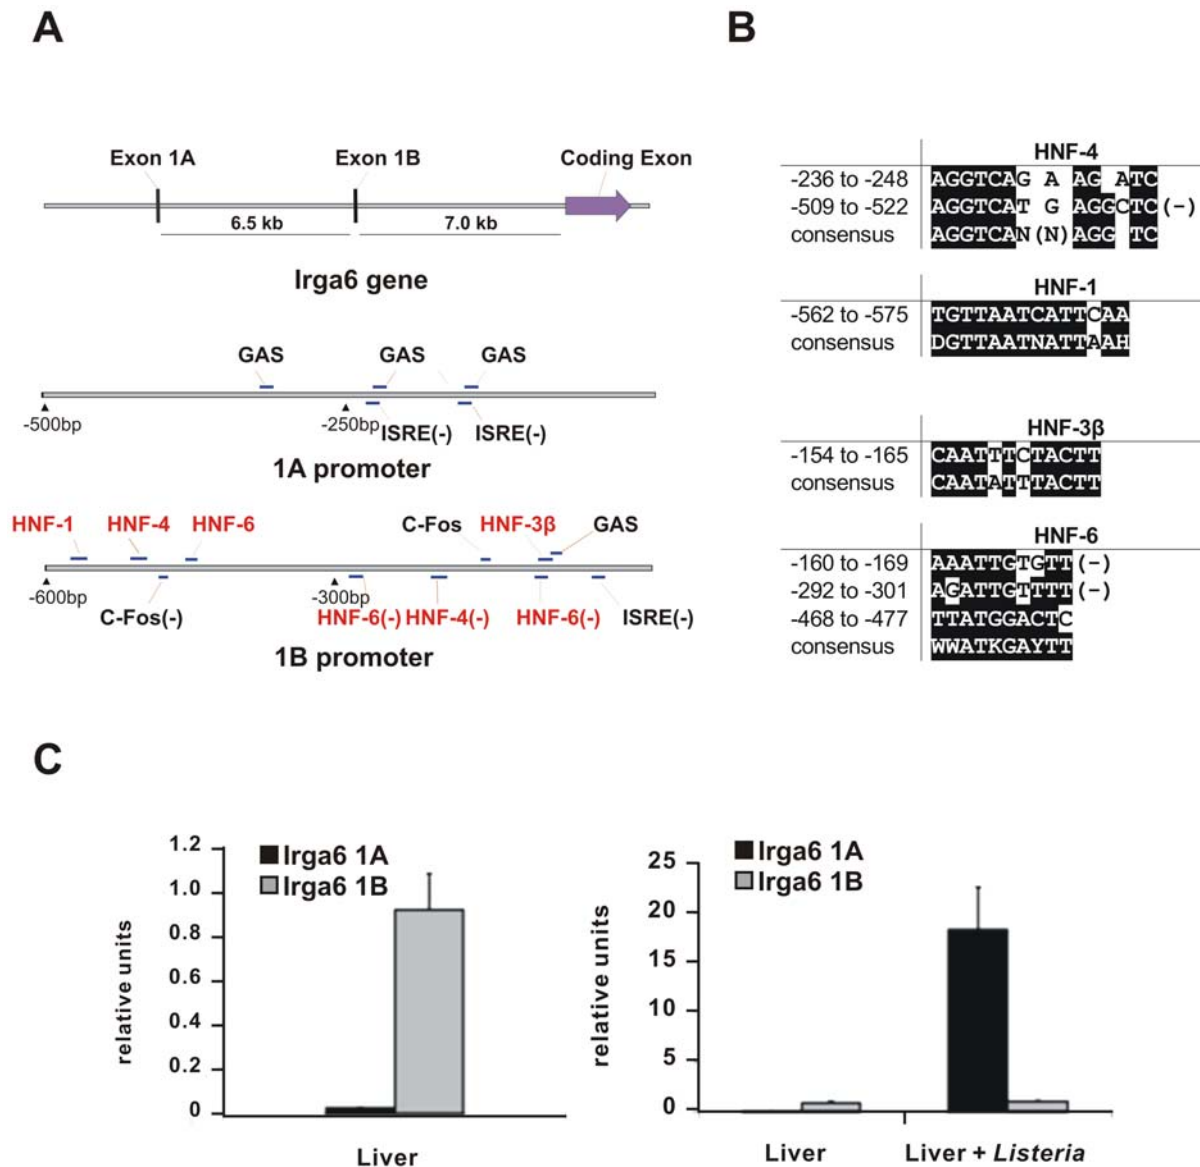 A
Exon 1A Exon 1B Coding Exon
6.5 kb 7.0 kb
Irga6 gene
GAS GAS GAS
-500bp -250bp ISRE(-) ISRE(-)
1A promoter
HNF-1 HNF-4 HNF-6 C-Fos HNF-3β GAS
-600bp -300bp
C-Fos(-) HNF-6(-) HNF-4(-) HNF-6(-) ISRE(-)
1B promoter
B
HNF-4
-236 to -248 AGGTCAG A AG ATC
-509 to -522 AGGTCAT G AGGCTC (-)
consensus AGGTCAN (N) AGG TC
HNF-1
-562 to -575 TGTTAATCATTCAA
consensus DGTTAATNATTAAH
HNF-3β
-154 to -165 CAATTTCTACTT
consensus CAATATTTACTT
HNF-6
-160 to -169 AAATTGTGTT (-)
-292 to -301 AGATTGTTTT (-)
-468 to -477 TTATGGACTC
consensus WWATKGAYTT
C
1.2
1.0
0.8
0.6
0.4
0.2
0
relative units
Irga6 1A
Irga6 1B
Liver
25
20
15
10
5
0
relative units
Irga6 1A
Irga6 1B
Liver Liver + Listeria